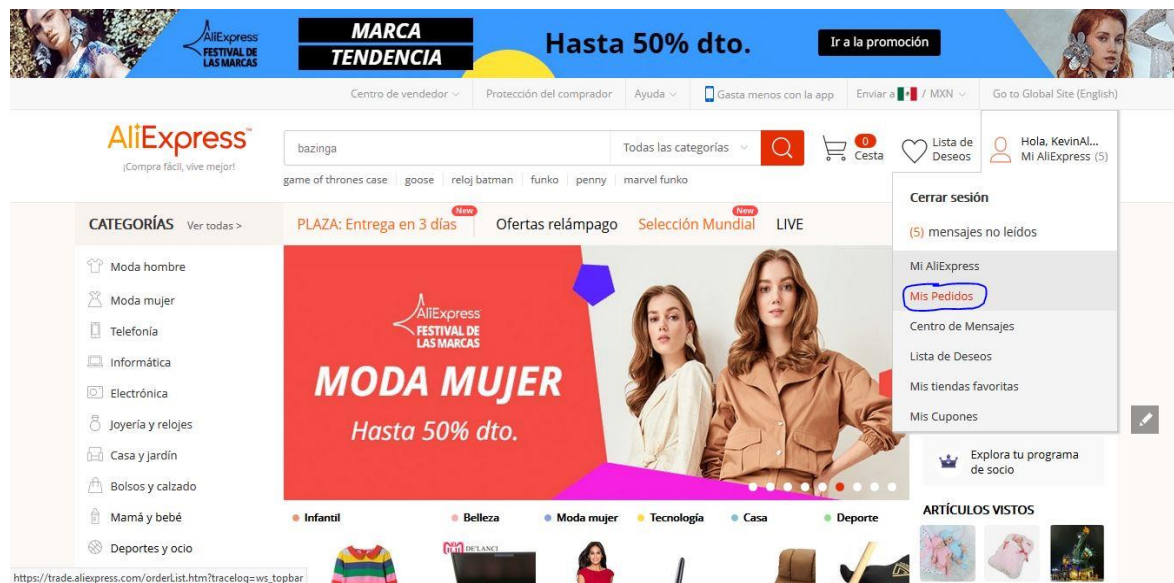 AliExpress
FESTIVAL DE
LAS MARCAS
MARCA
TENDENCIA
Hasta 50% dto.
Ir a la promoción
Centro de vendedor
Protección del comprador
Ayuda
Gasta menos con la app
Enviar a / MXN
Go to Global Site (English)
AliExpress™
¡Compra fácil, vive mejor!
bazinga
Todas las categorías
0
Cesta
Lista de
Deseos
Hola, KevinAl...
Mi AliExpress (5)
game of thrones case goose reloj batman funko penny marvel funko
Cerrar sesión
(5) mensajes no leídos
Mi AliExpress
Mis Pedidos
Centro de Mensajes
Lista de Deseos
Mis tiendas favoritas
Mis Cupones
CATEGORÍAS Ver todas >
New
New
PLAZA: Entrega en 3 días Ofertas relámpago Selección Mundial LIVE
Moda hombre
Moda mujer
Telefonía
Informática
Electrónica
Joyería y relojes
Casa y jardín
Bolsos y calzado
Mamá y bebé
Deportes y ocio
AliExpress
FESTIVAL DE
LAS MARCAS
MODA MUJER
Hasta 50% dto.
Explora tu programa
de socio
ARTÍCULOS VISTOS
Infantil Belleza Moda mujer Tecnología Casa Deporte
DE'LANCI
https://trade.aliexpress.com/orderList.htm?tracelog=ws_topbar